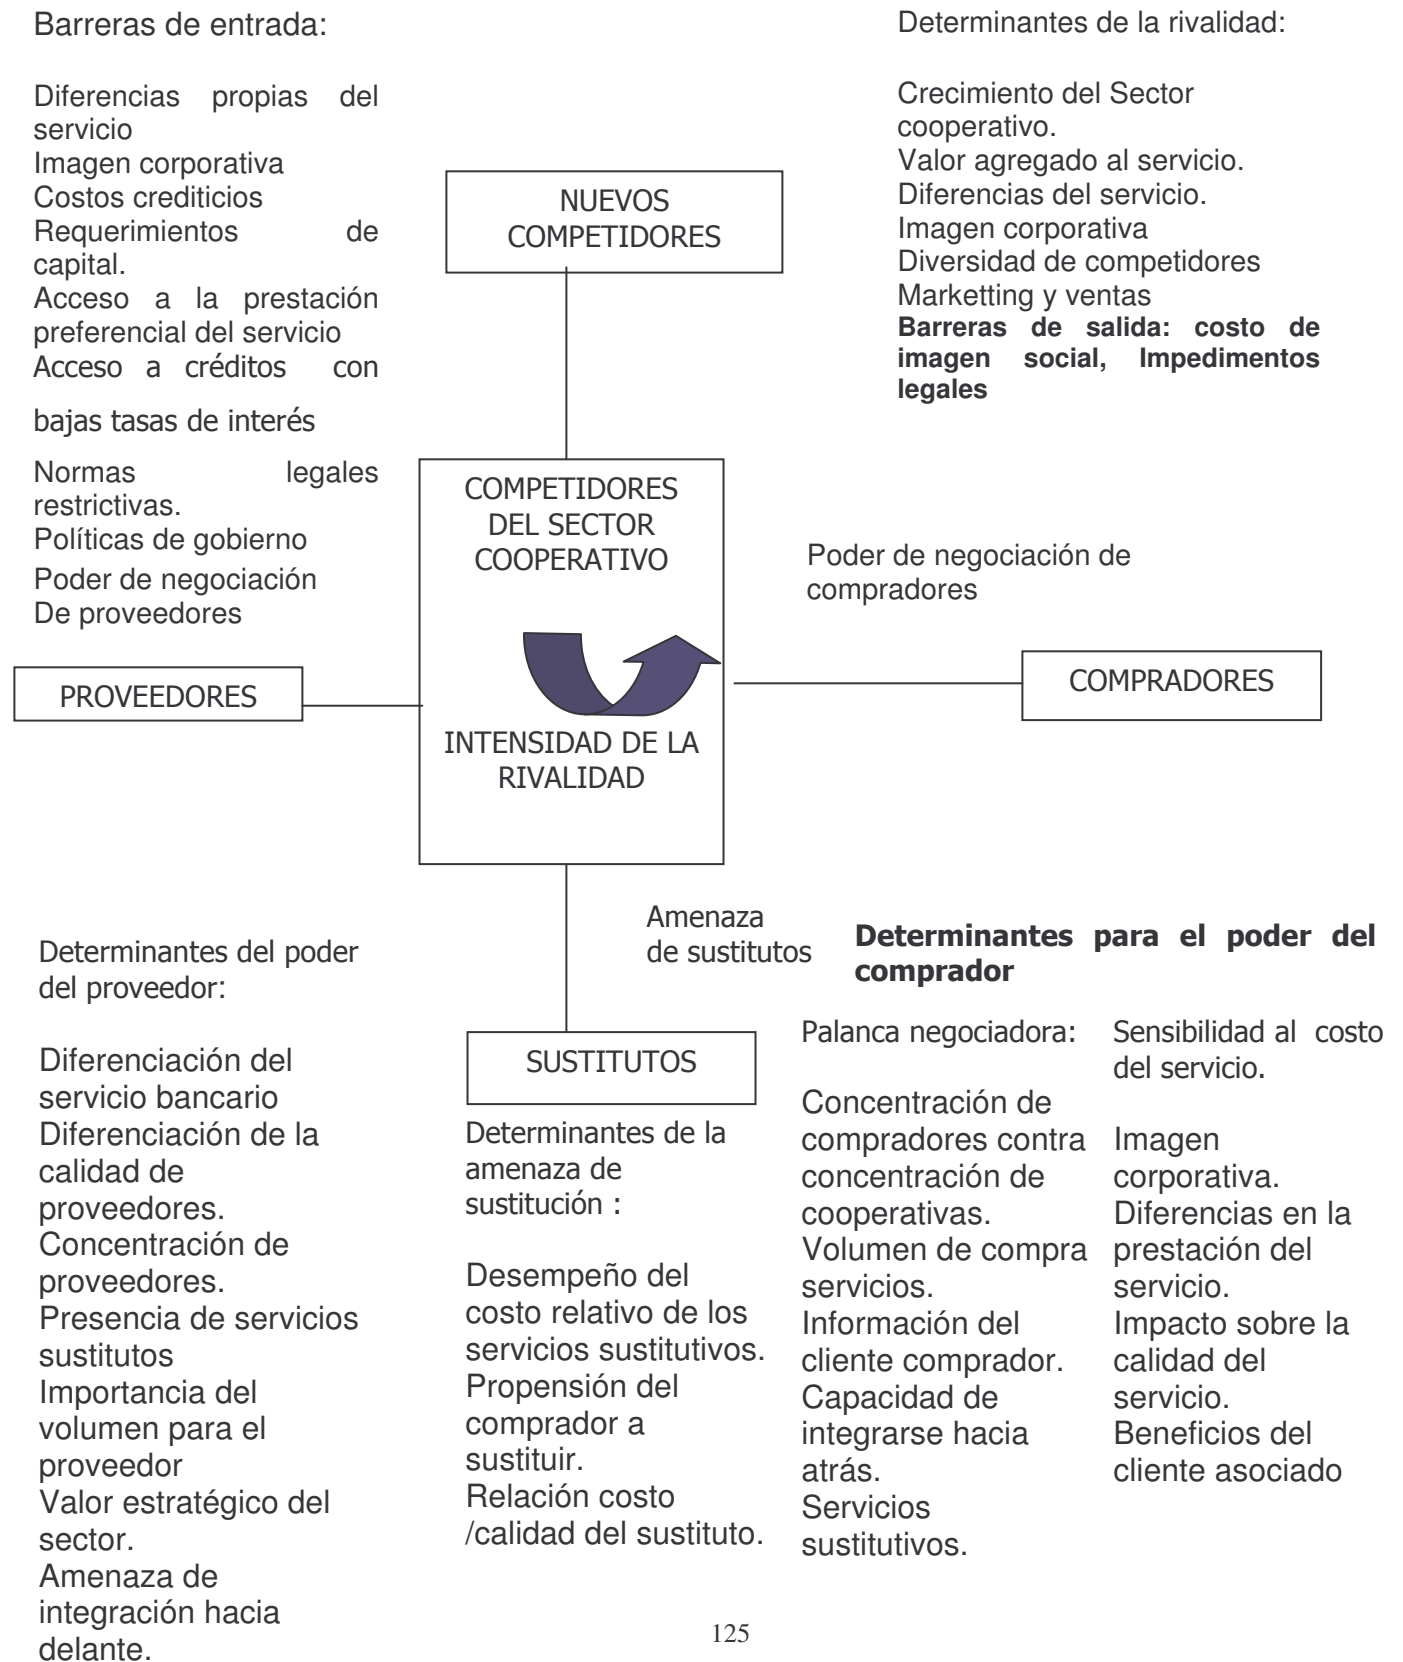 Barreras de entrada:
Diferencias propias del
servicio
Imagen corporativa
Costos crediticios
Requerimientos de
capital.
Acceso a la prestación
preferencial del servicio
Acceso a créditos con
bajas tasas de interés
Normas legales
restrictivas.
Políticas de gobierno
Poder de negociación
De proveedores
NUEVOS
COMPETIDORES
Determinantes de la rivalidad:
Crecimiento del Sector
cooperativo.
Valor agregado al servicio.
Diferencias del servicio.
Imagen corporativa
Diversidad de competidores
Marketting y ventas
Barreras de salida: costo de
imagen social, Impedimentos
legales
COMPETIDORES
DEL SECTOR
COOPERATIVO
INTENSIDAD DE LA
RIVALIDAD
Poder de negociación de
compradores
PROVEEDORES
COMPRADORES
Amenaza
de sustitutos
Determinantes del poder
del proveedor:
Diferenciación del
servicio bancario
Diferenciación de la
calidad de
proveedores.
Concentración de
proveedores.
Presencia de servicios
sustitutos
Importancia del
volumen para el
proveedor
Valor estratégico del
sector.
Amenaza de
integración hacia
delante.
SUSTITUTOS
Determinantes de la
amenaza de
sustitución :
Desempeño del
costo relativo de los
servicios sustitutivos.
Propensión del
comprador a
sustituir.
Relación costo
/calidad del sustituto.
Determinantes para el poder del
comprador
Palanca negociadora:
Concentración de
compradores contra
concentración de
cooperativas.
Volumen de compra
servicios.
Información del
cliente comprador.
Capacidad de
integrarse hacia
atrás.
Servicios
sustitutivos.
Sensibilidad al costo
del servicio.
Imagen
corporativa.
Diferencias en la
prestación del
servicio.
Impacto sobre la
calidad del
servicio.
Beneficios del
cliente asociado
125